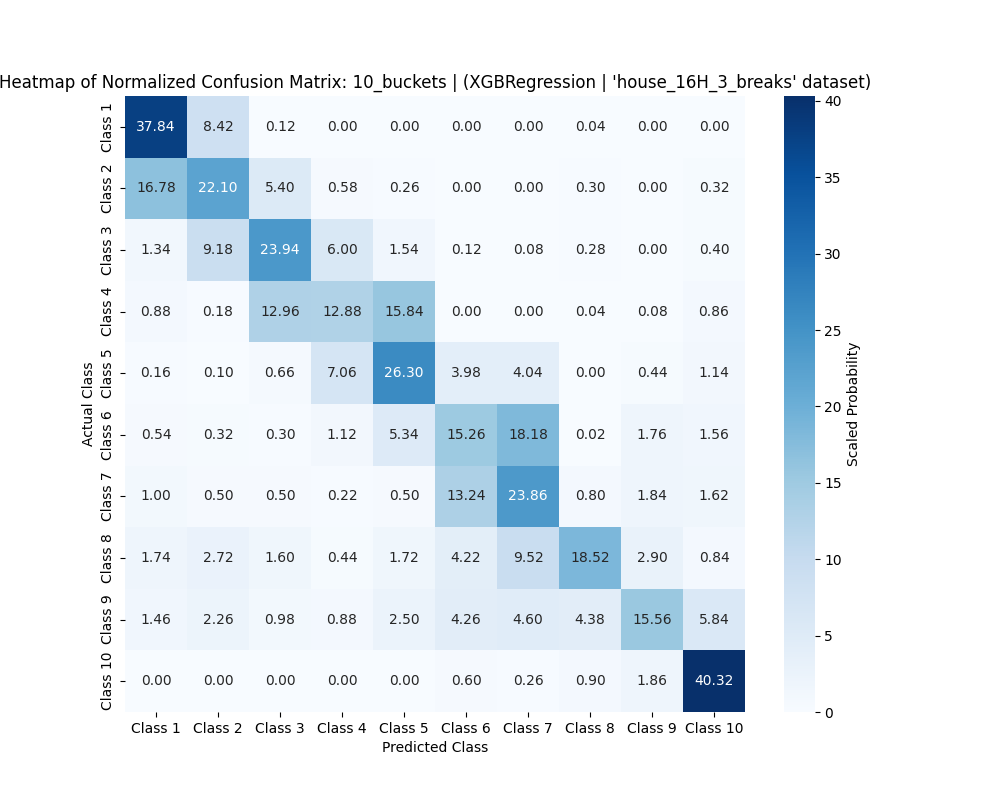 Heatmap of Normalized Confusion Matrix: 10_buckets | (XGBRegression | 'house_16H_3_breaks' dataset)
Class 1 37.84 8.42 0.12 0.00 0.00 0.00 0.00 0.04 0.00 0.00
Class 2 16.78 22.10 5.40 0.58 0.26 0.00 0.00 0.30 0.00 0.32
Class 3 1.34 9.18 23.94 6.00 1.54 0.12 0.08 0.28 0.00 0.40
Class 4 0.88 0.18 12.96 12.88 15.84 0.00 0.00 0.04 0.08 0.86
Class 5 0.16 0.10 0.66 7.06 26.30 3.98 4.04 0.00 0.44 1.14
Class 6 0.54 0.32 0.30 1.12 5.34 15.26 18.18 0.02 1.76 1.56
Class 7 1.00 0.50 0.50 0.22 0.50 13.24 23.86 0.80 1.84 1.62
Class 8 1.74 2.72 1.60 0.44 1.72 4.22 9.52 18.52 2.90 0.84
Class 9 1.46 2.26 0.98 0.88 2.50 4.26 4.60 4.38 15.56 5.84
Class 10 0.00 0.00 0.00 0.00 0.00 0.60 0.26 0.90 1.86 40.32
Class 1 Class 2 Class 3 Class 4 Class 5 Class 6 Class 7 Class 8 Class 9 Class 10
Predicted Class
Actual Class
40
35
30
25
20
15
10
5
0
Scaled Probability